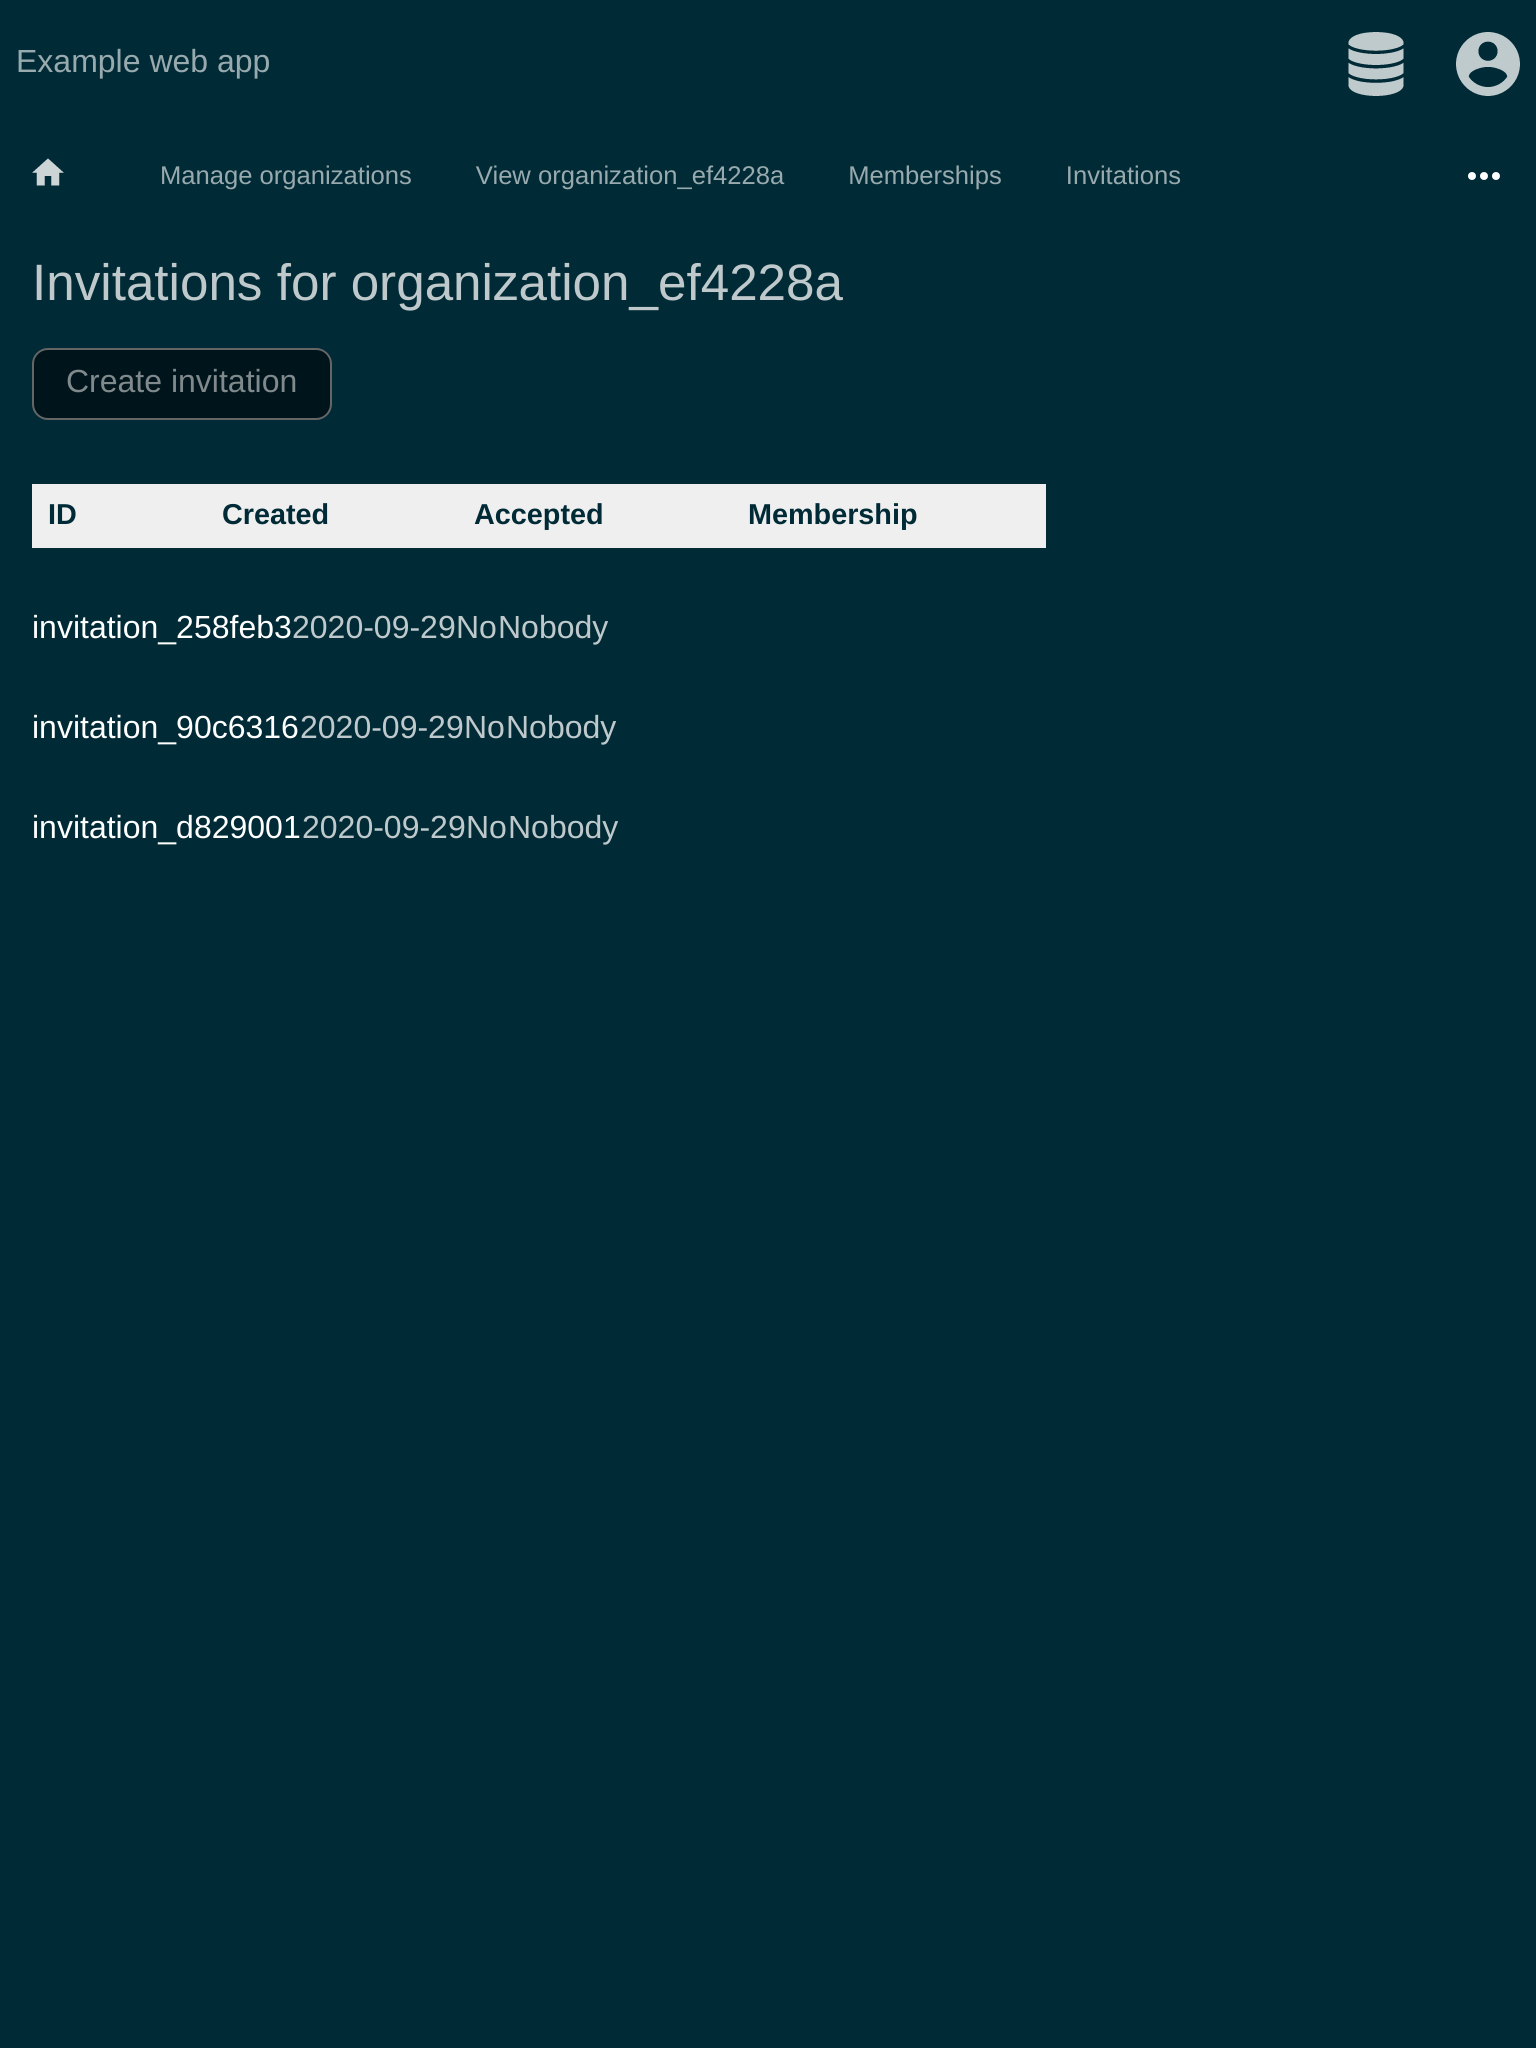 Example web app
Manage organizations View organization_ef4228a Memberships Invitations
Invitations for organization_ef4228a
Create invitation
ID Created Accepted Membership
invitation_258feb32020-09-29NoNobody
invitation_90c63162020-09-29NoNobody
invitation_d8290012020-09-29NoNobody